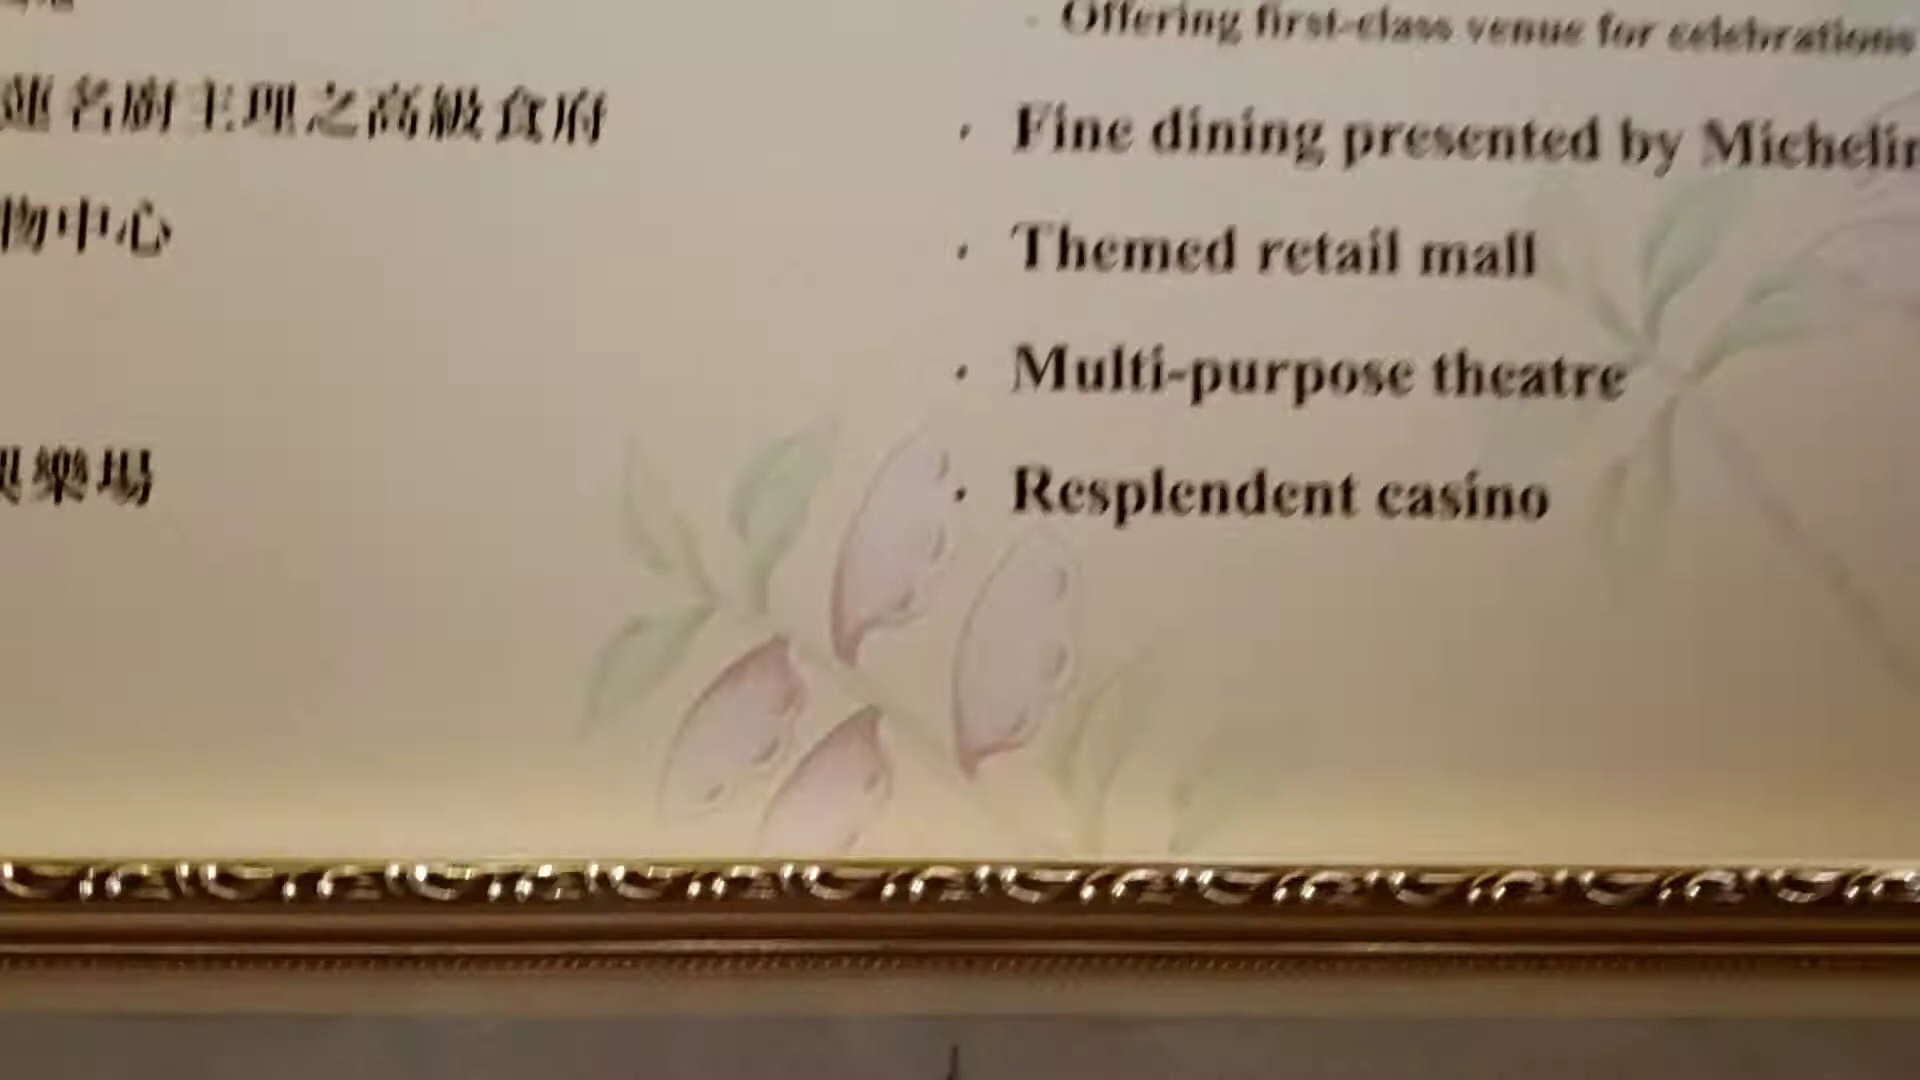 蓮名廚主理之高級食府
物中心
樂場
- Offering first-class venue for celebrations
· Fine dining presented by Michelin
· Themed retail mall
· Multi-purpose theatre
· Resplendent casino